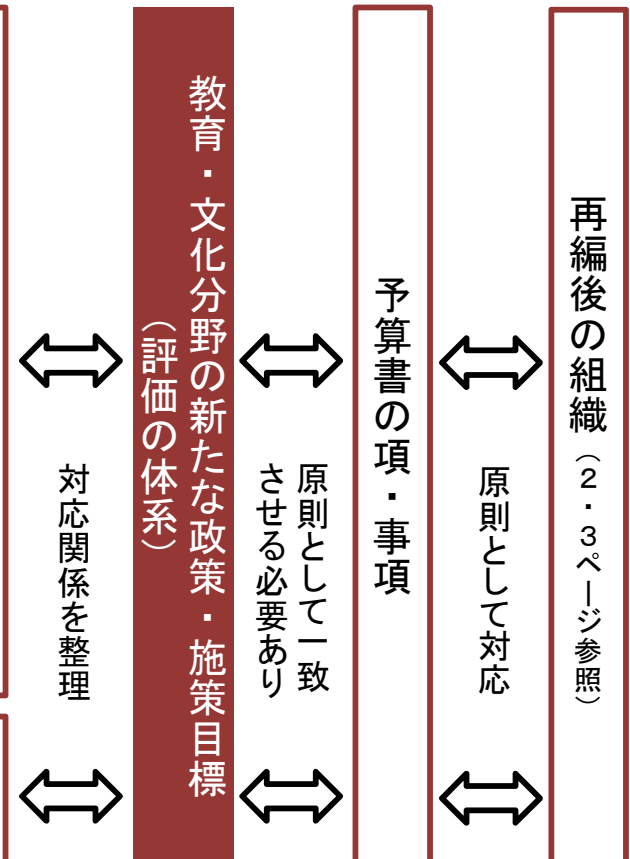 再編後の組織(2・3ページ参照)
原則として対応
予算書の項・事項
原則として一致
させる必要あり
教育・文化分野の新たな政策・施策目標
(評価の体系)
対応関係を整理